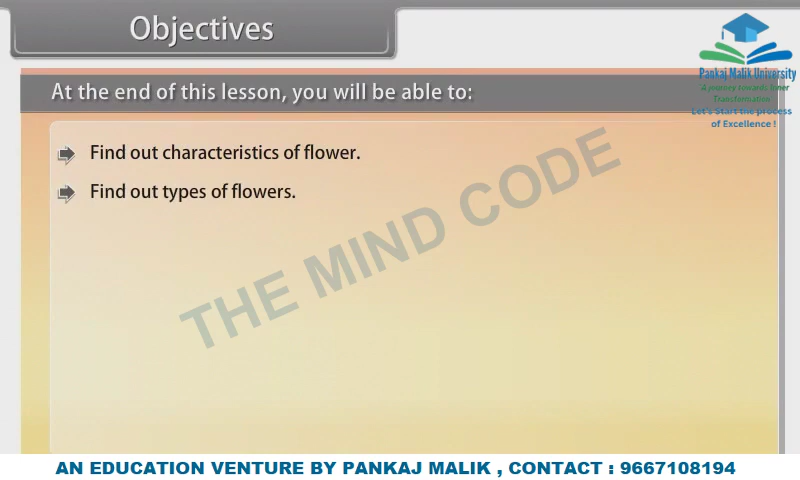 Objectives
Pankaj Malik University
A journey towards Inner
Transformation
Let's Start the process
of Excellence !
At the end of this lesson, you will be able to:
Find out characteristics of flower.
Find out types of flowers.
THE MIND CODE
AN EDUCATION VENTURE BY PANKAJ MALIK , CONTACT : 9667108194